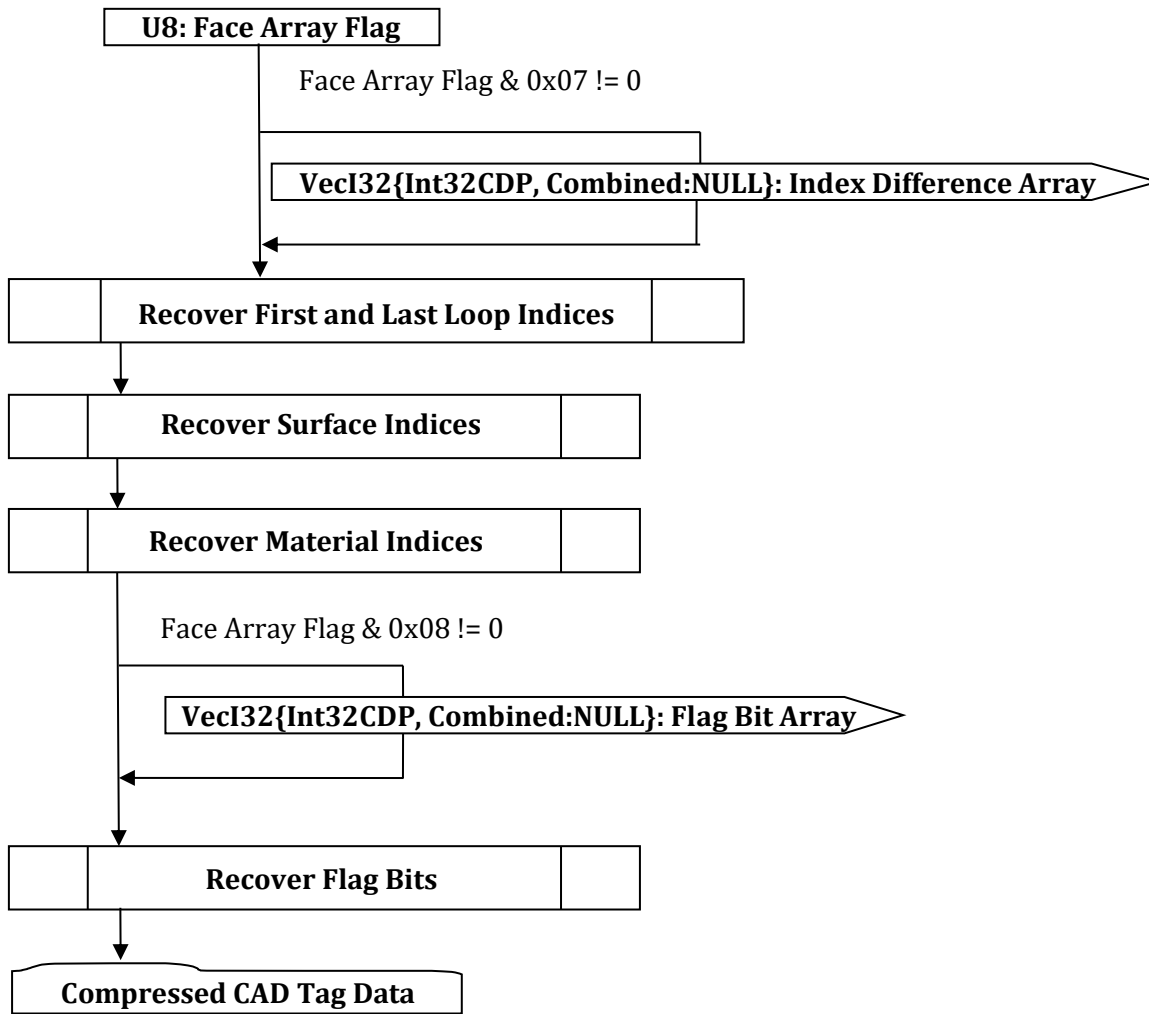 U8: Face Array Flag
Face Array Flag & 0x07 != 0
VecI32{Int32CDP, Combined:NULL}: Index Difference Array
Recover First and Last Loop Indices
Recover Surface Indices
Recover Material Indices
Face Array Flag & 0x08 != 0
VecI32{Int32CDP, Combined:NULL}: Flag Bit Array
Recover Flag Bits
Compressed CAD Tag Data